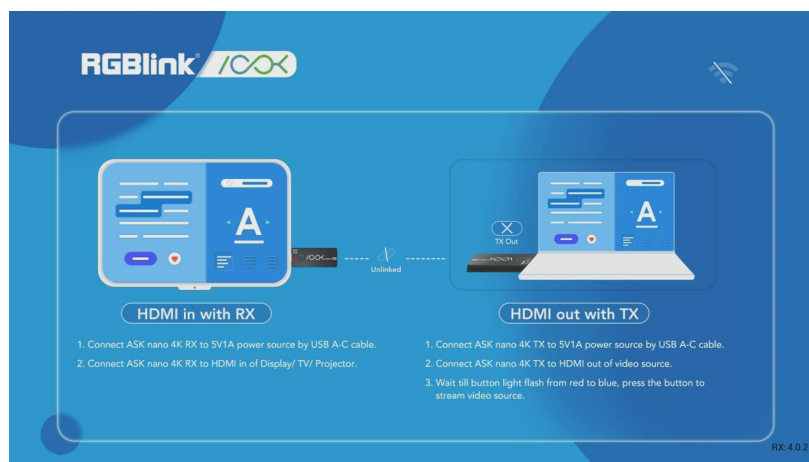 RGBlink®
A
A
X
TX Out
Unlinked
HDMI in with RX
HDMI out with TX
1. Connect ASK nano 4K RX to 5V1A power source by USB A-C cable.
2. Connect ASK nano 4K RX to HDMI in of Display/ TV/ Projector.
1. Connect ASK nano 4K TX to 5V1A power source by USB A-C cable.
2. Connect ASK nano 4K TX to HDMI out of video source.
3. Wait till button light flash from red to blue, press the button to
stream video source.
RX: 4.0.2